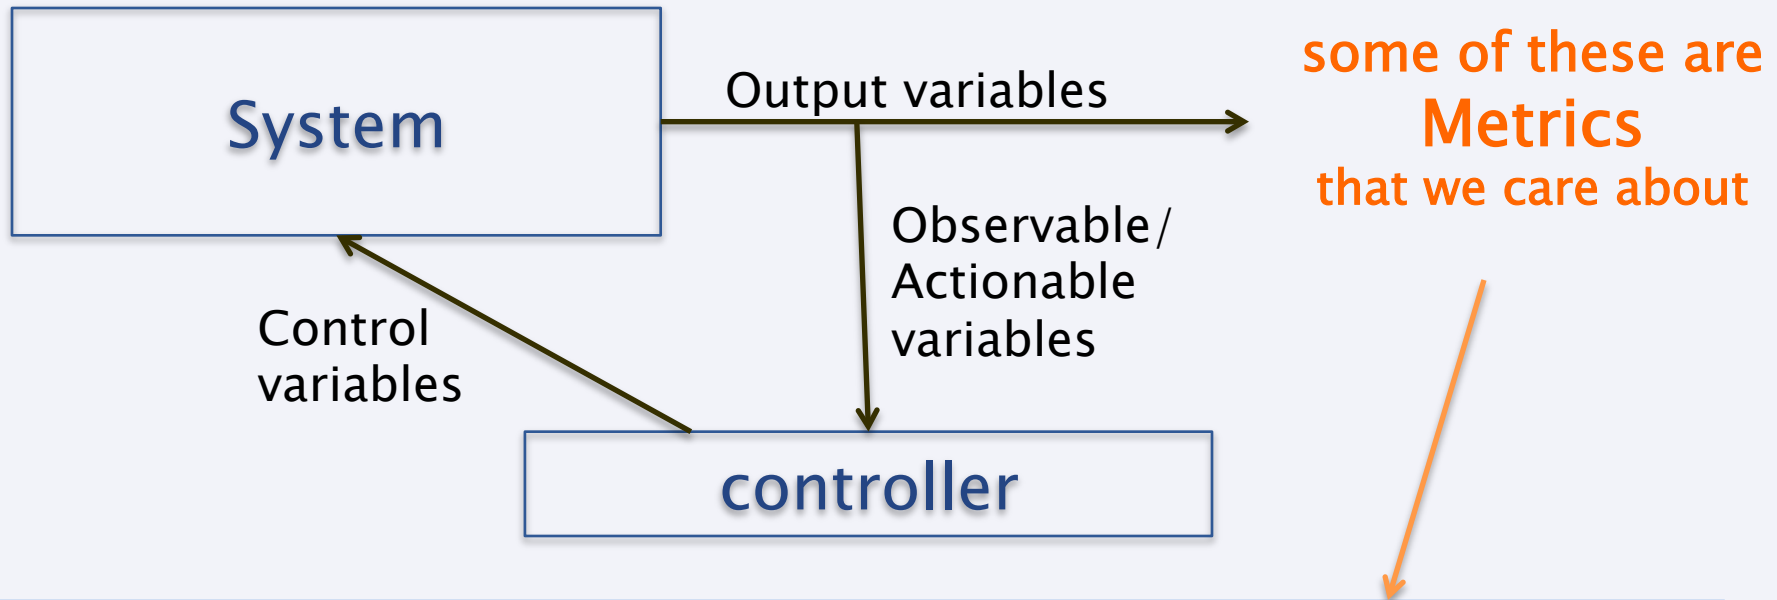 System
Output variables
some of these are
Metrics
that we care about
Observable/
Actionable
variables
Control
variables
controller